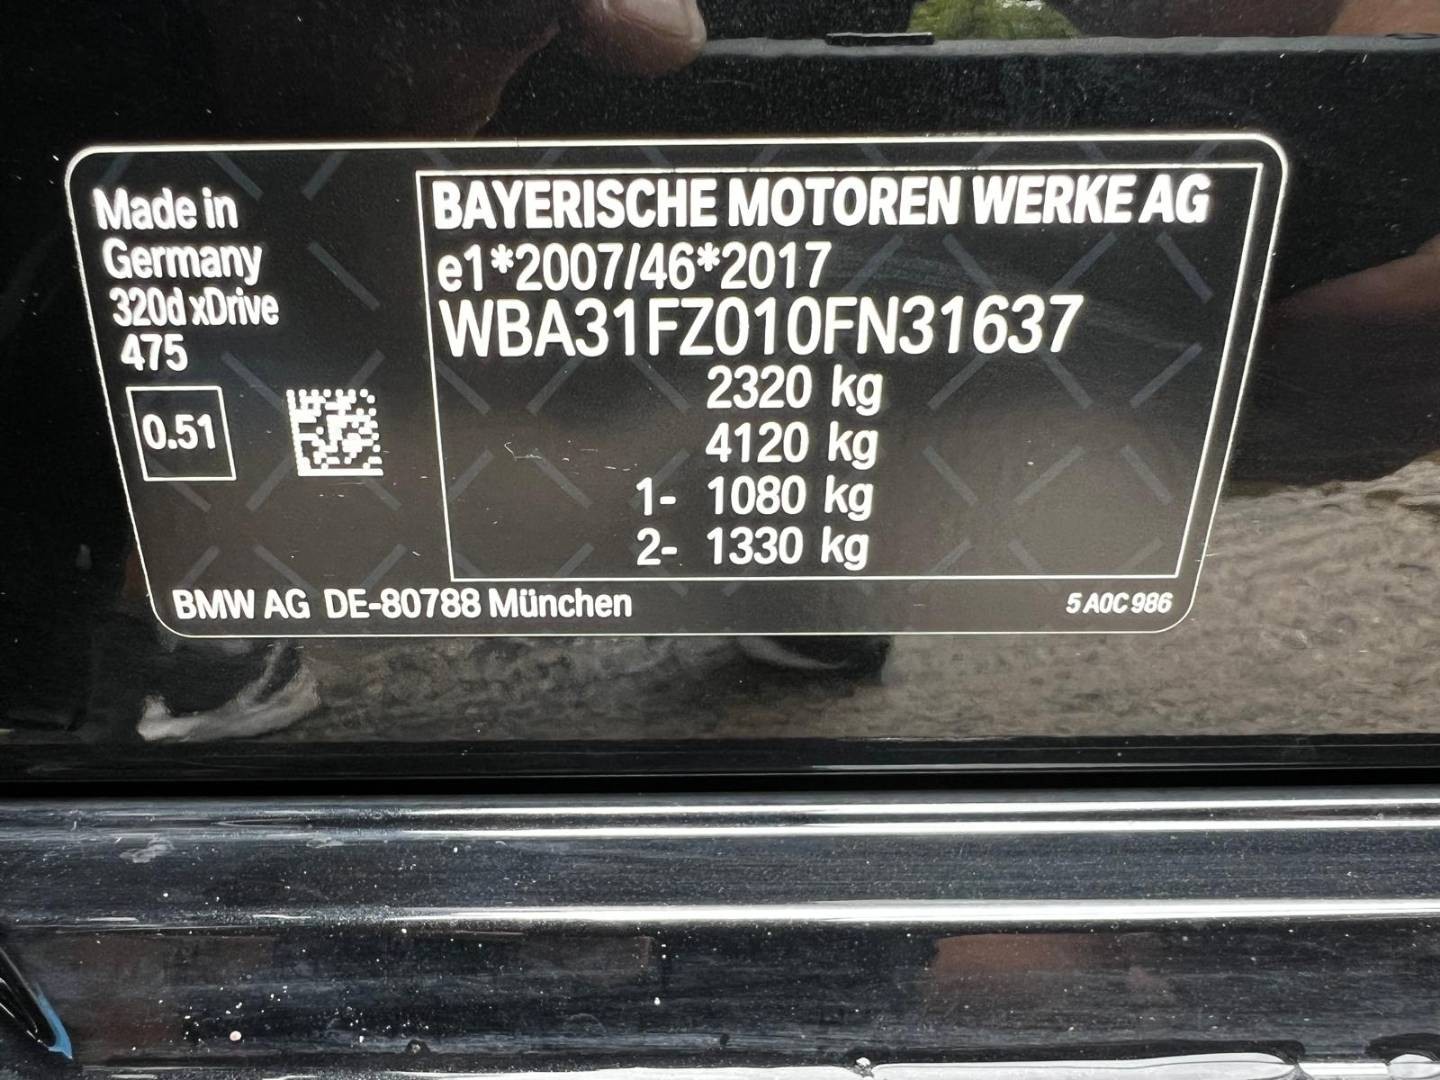 Made in
Germany
320d xDrive
475
0.51
BAYERISCHE MOTOREN WERKE AG
e1*2007/46*2017
WBA31FZ010FN31637
2320 kg
4120 kg
1- 1080 kg
2- 1330 kg
BMW AG DE-80788 München
5 A0C 986